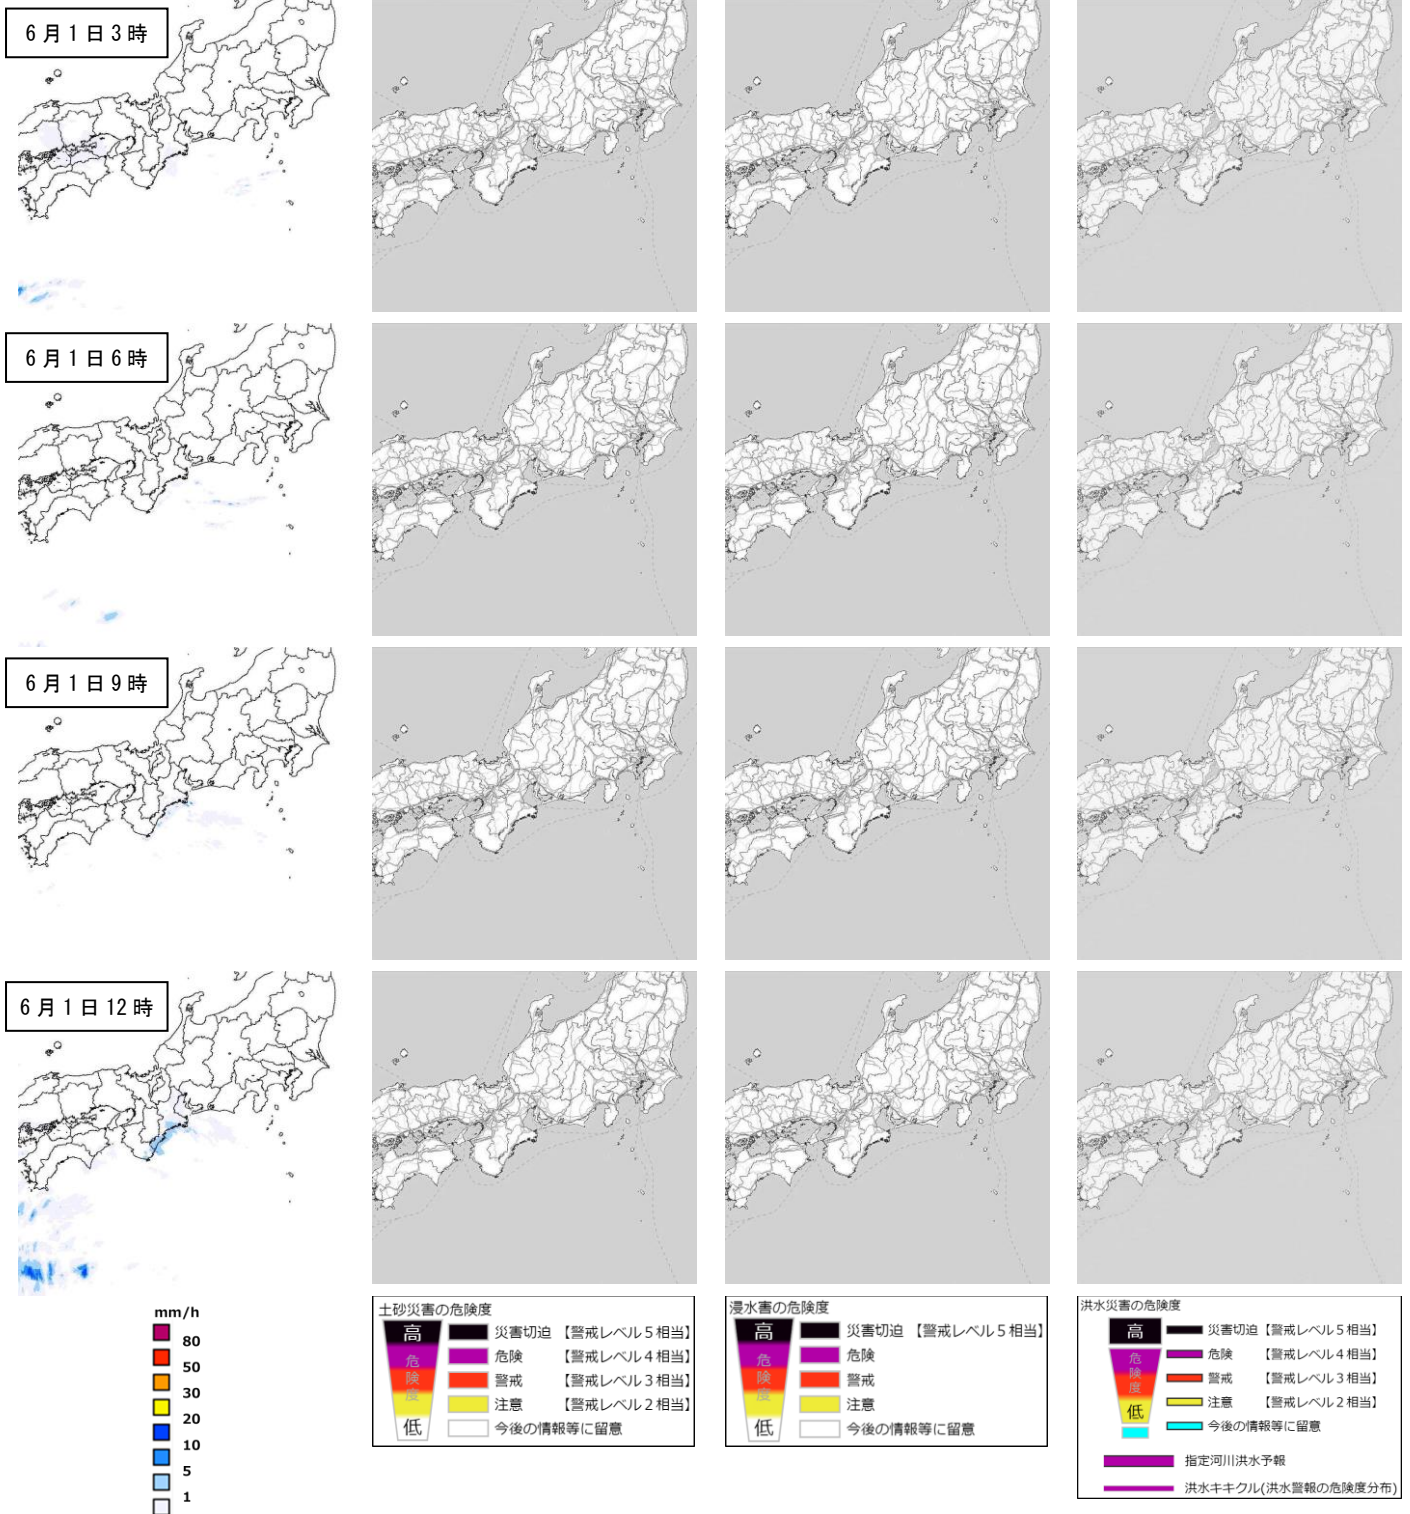 6月1日3時
6月1日6時
6月1日9時
6月1日12時
mm/h
80
50
30
20
10
5
1
土砂災害の危険度
高
危険度
低
災害切迫 【警戒レベル5相当】
危険 【警戒レベル4相当】
警戒 【警戒レベル3相当】
注意 【警戒レベル2相当】
今後の情報等に留意
浸水害の危険度
高
危険度
低
災害切迫 【警戒レベル5相当】
危険
警戒
注意
今後の情報等に留意
洪水災害の危険度
高
危険度
低
災害切迫 【警戒レベル5相当】
危険 【警戒レベル4相当】
警戒 【警戒レベル3相当】
注意 【警戒レベル2相当】
今後の情報等に留意
指定河川洪水予報
洪水キキクル(洪水警報の危険度分布)